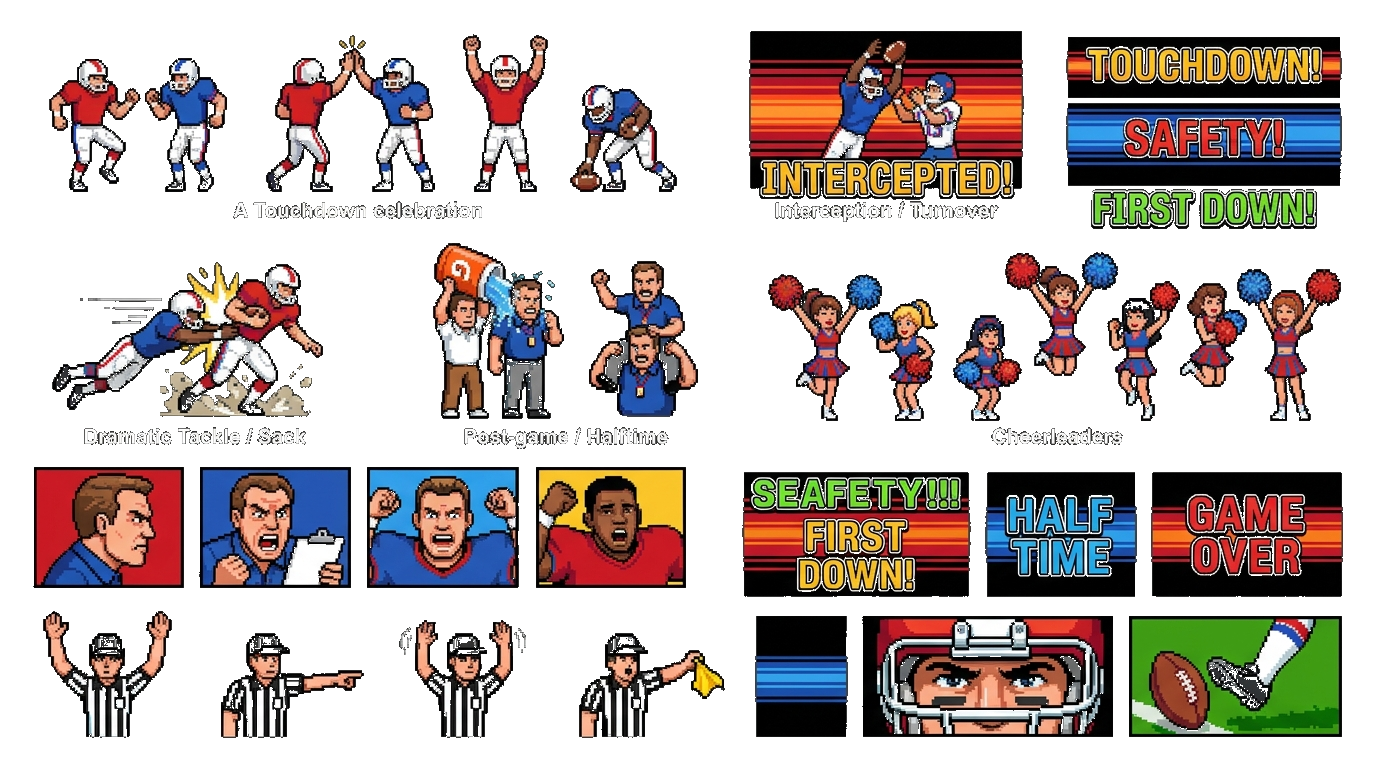 TOUCHDOWN!
SAFETY!
INTERCEPTED!
FIRST DOWN!
A Touchdown celebration
Interception / Turnover
G
Dramatic Tackle / Sack
Post-game / Halftime
Cheerleaders
SEAFETY!!!
FIRST
DOWN!
HALF
TIME
GAME
OVER